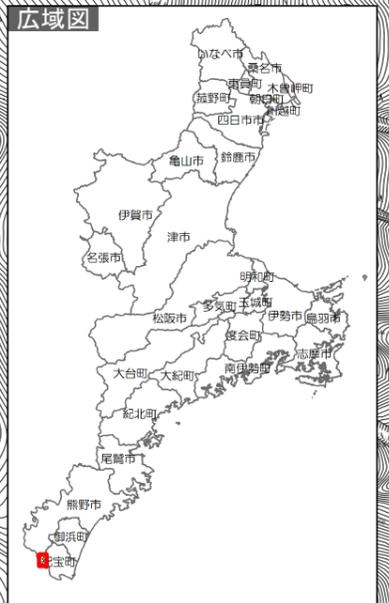 広域図
いなべ市
桑名市
東員町
木曽岬町
菰野町
朝日町
川越町
四日市市
亀山市
鈴鹿市
伊賀市
津市
名張市
明和町
多気町
玉城町
松阪市
伊勢市
鳥羽市
度会町
志摩市
大台町
大紀町
南伊勢町
紀北町
尾鷲市
熊野市
御浜町
紀宝町